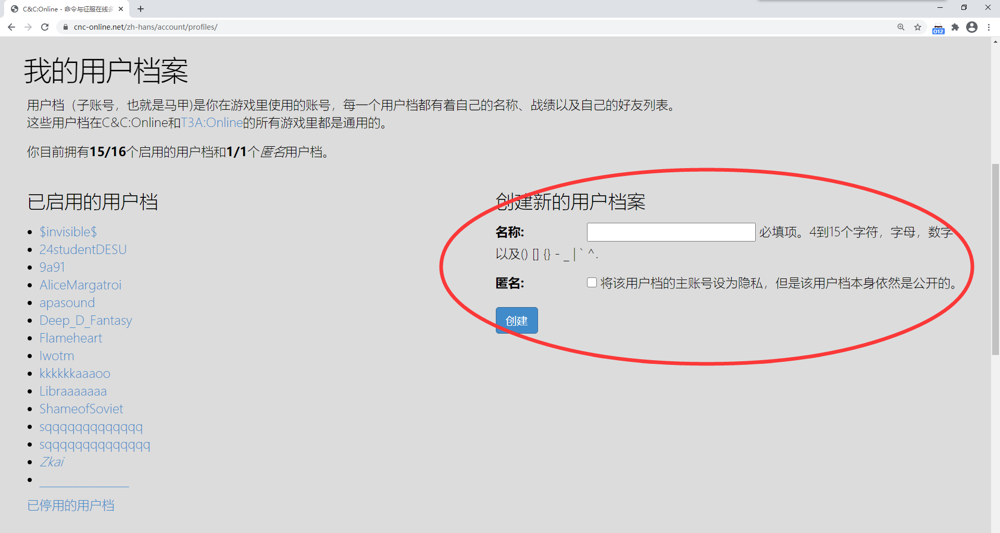 C&C:Online - 命令与征服在线多
cnc-online.net/zh-hans/account/profiles/
012
我的用户档案
用户档（子账号，也就是马甲)是你在游戏里使用的账号，每一个用户档都有着自己的名称、战绩以及自己的好友列表。
这些用户档在C&C:Online和T3A:Online的所有游戏里都是通用的。
你目前拥有15/16个启用的用户档和1/1个匿名用户档。
已启用的用户档
$invisible$
24studentDESU
9a91
AliceMargatroi
apasound
Deep_D_Fantasy
Flameheart
Iwotm
kkkkkkaaaoo
Libraaaaaaa
ShameofSoviet
sqqqqqqqqqqqqq
sqqqqqqqqqqqqqq
Zkai
_______________
已停用的用户档
创建新的用户档案
名称: 必填项。4到15个字符，字母，数字
以及() [] {} - _ | ` ^.
匿名: 将该用户档的主账号设为隐私，但是该用户档本身依然是公开的。
创建